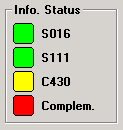 Info. Status
S016
S111
C430
Complem.